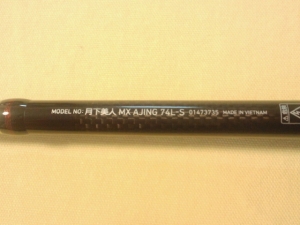 MODEL NO. 月下美人 MX AJING 74L-S 01473735 MADE IN VIETNAM